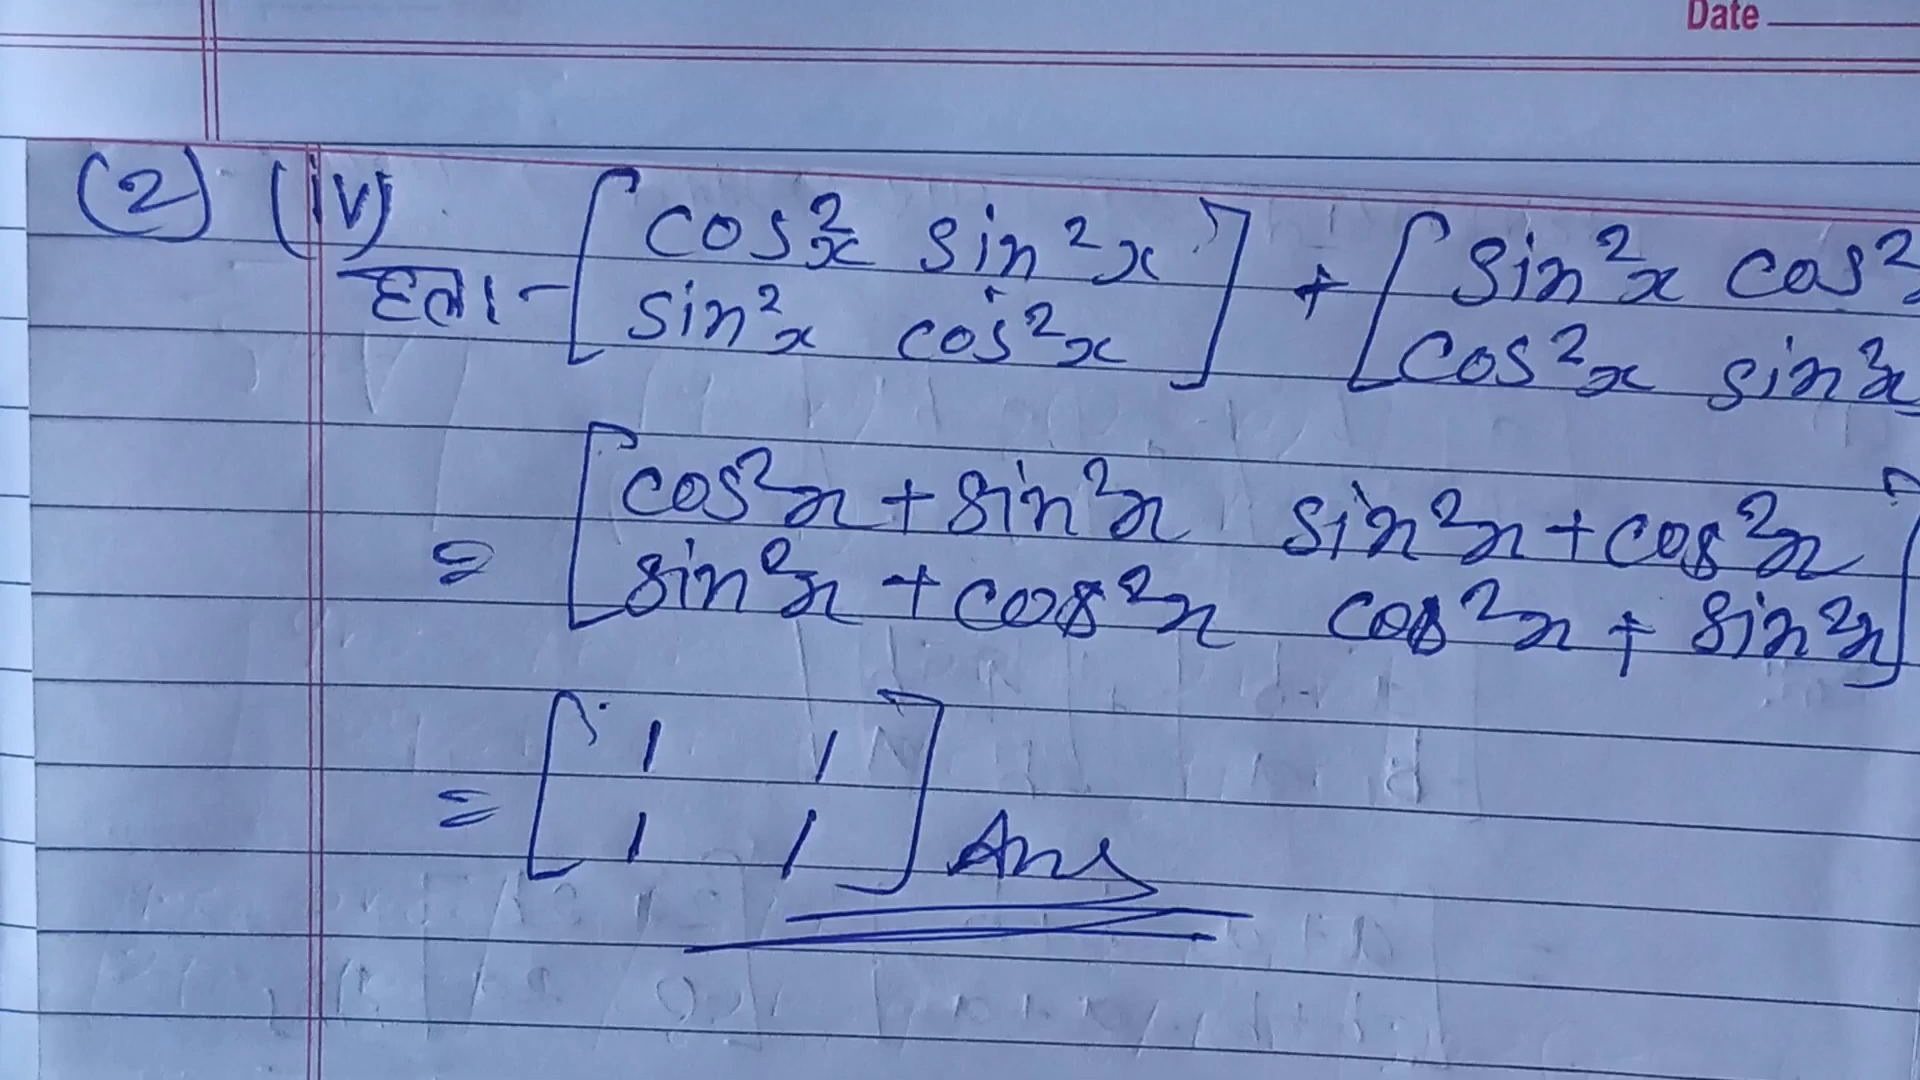 Date
(2) (iv)
हल :- [cos²x sin²x] + [sin²x cos²
sin²x cos²x cos²x sin²x
= [cos²x + sin²x sin²x + cos²x
sin²x + cos²x cos²x + sin²x]
= [1 1
1 1] Ans